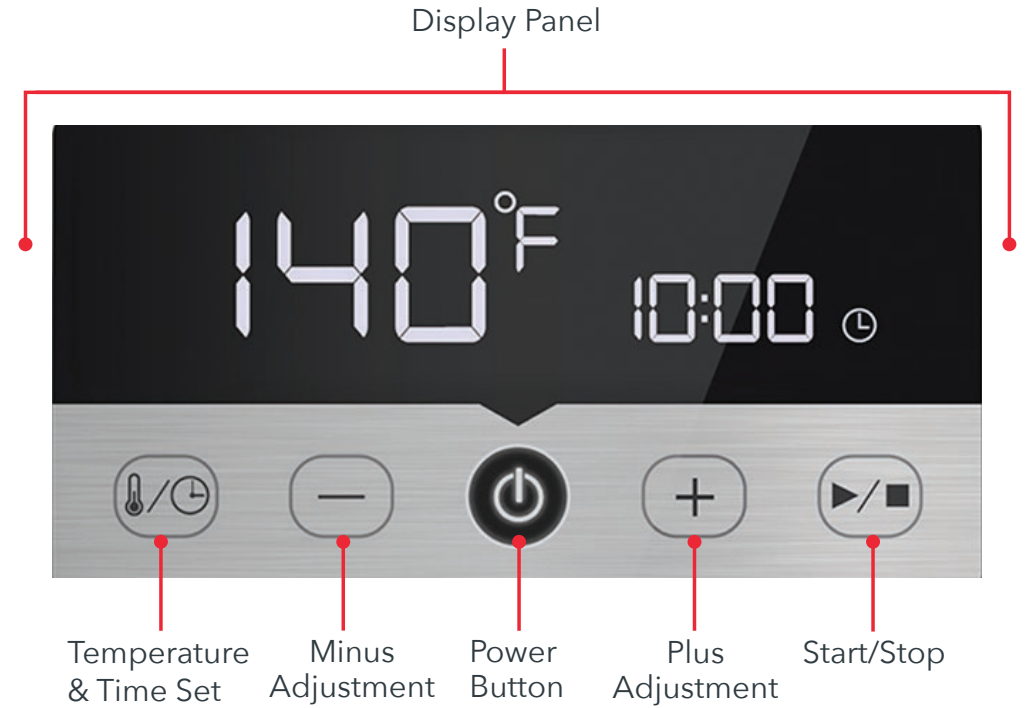 Display Panel
140°F
10:00
Temperature
& Time Set
Minus
Adjustment
Power
Button
Plus
Adjustment
Start/Stop